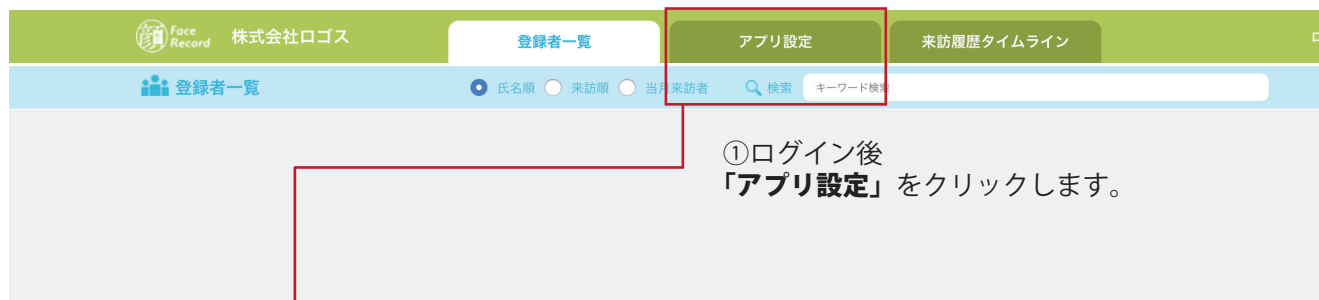 顔 Face Record 株式会社ロゴス 登録者一覧 アプリ設定 来訪履歴タイムライン
登録者一覧 氏名順 来訪順 当月来訪者 検索 キーワード検索
①ログイン後
「アプリ設定」をクリックします。